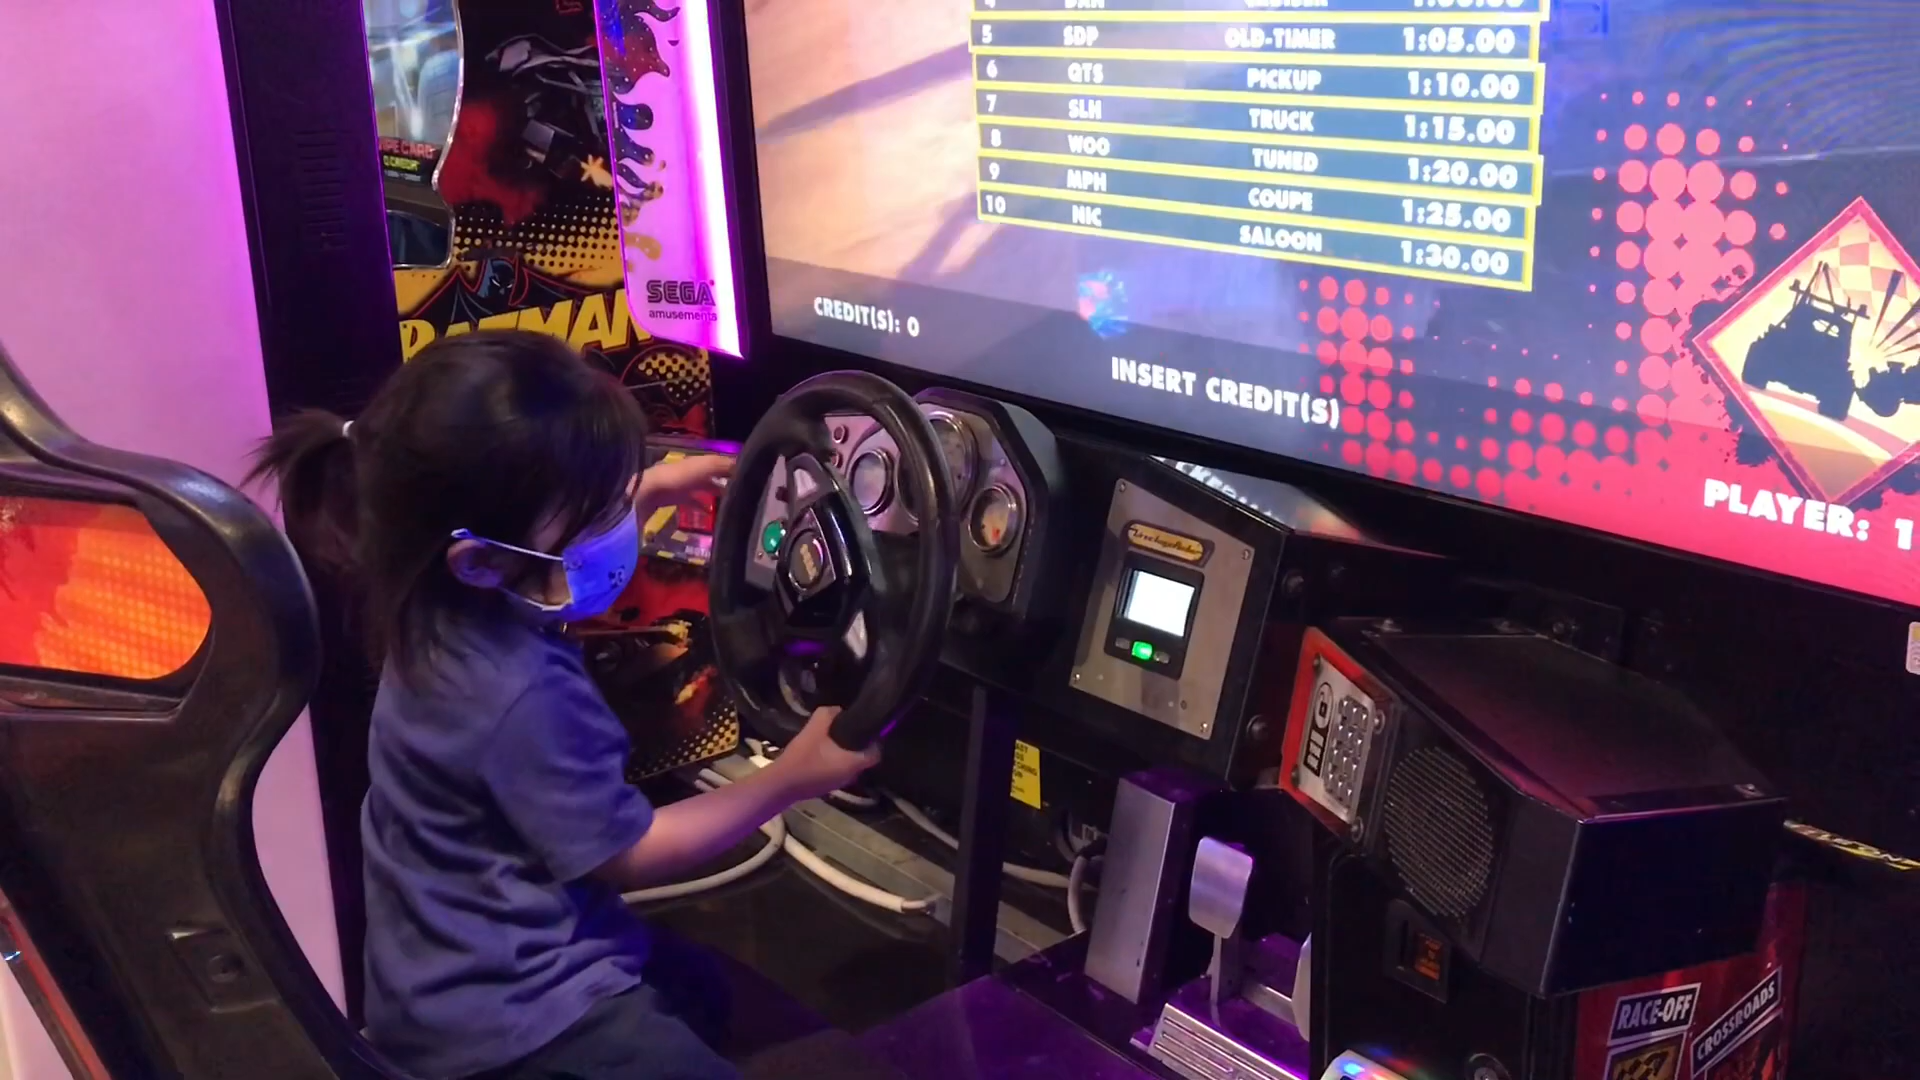 5 SDP OLD-TIMER 1:05.00
6 QTS PICKUP 1:10.00
7 SLH TRUCK 1:15.00
8 WOO TUNED 1:20.00
9 MPH COUPE 1:25.00
10 NIC SALOON 1:30.00
CREDIT(S): 0
INSERT CREDIT(S)
PLAYER: 1
SEGA
amusements
BATMAN
SEGA
RACE-OFF
CROSSROADS